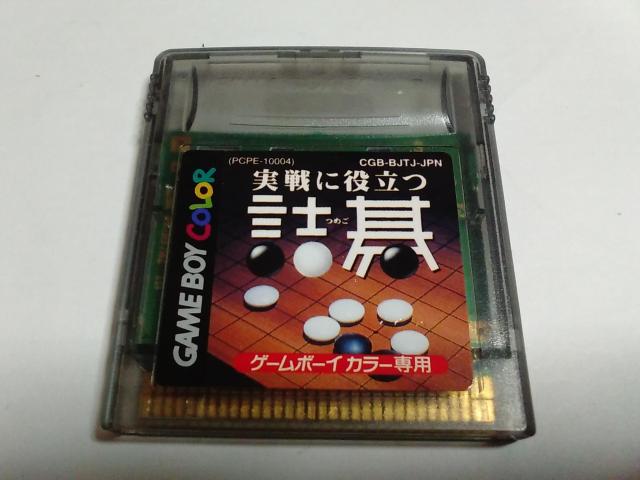 (PCPE-10004) CGB-BJTJ-JPN
実戦に役立つ
詰碁
つめご
GAME BOY COLOR
ゲームボーイカラー専用